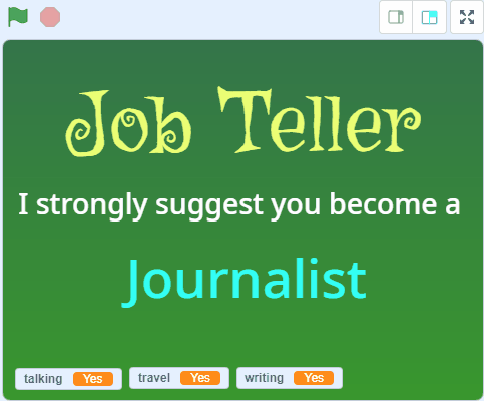 Job Teller
I strongly suggest you become a
Journalist
talking Yes travel Yes writing Yes